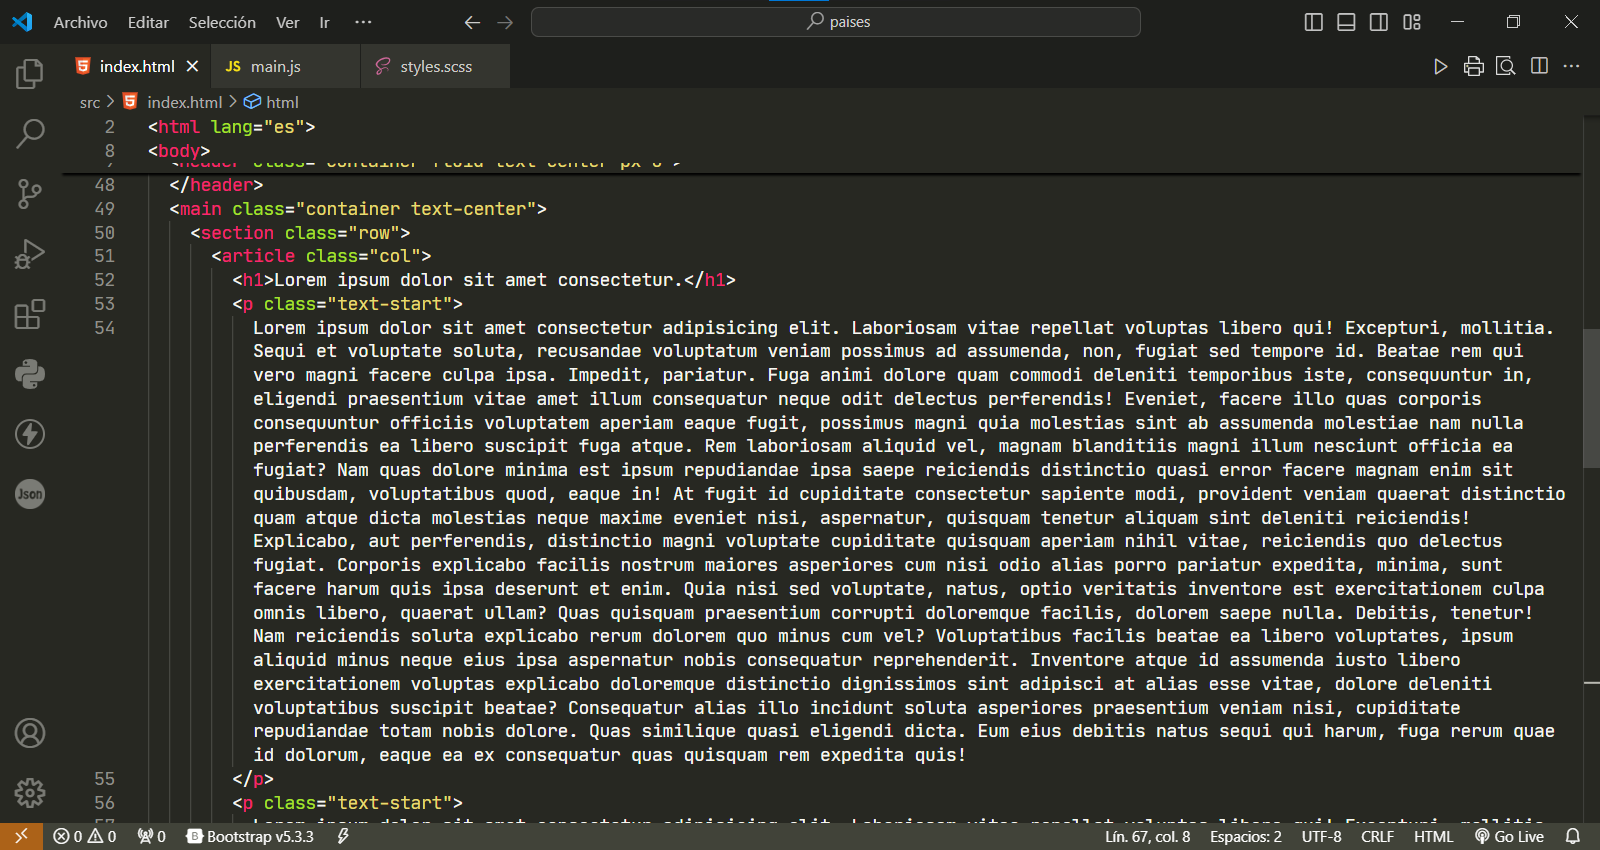 Archivo Editar Selección Ver Ir ··· paises
index.html JS main.js styles.scss
src > index.html > html
2 <html lang="es">
8 <body>
48 </header>
49 <main class="container text-center">
50 <section class="row">
51 <article class="col">
52 <h1>Lorem ipsum dolor sit amet consectetur.</h1>
53 <p class="text-start">
54 Lorem ipsum dolor sit amet consectetur adipisicing elit. Laboriosam vitae repellat voluptas libero qui! Excepturi, mollitia.
Sequi et voluptate soluta, recusandae voluptatum veniam possimus ad assumenda, non, fugiat sed tempore id. Beatae rem qui
vero magni facere culpa ipsa. Impedit, pariatur. Fuga animi dolore quam commodi deleniti temporibus iste, consequuntur in,
eligendi praesentium vitae amet illum consequatur neque odit delectus perferendis! Eveniet, facere illo quas corporis
consequuntur officiis voluptatem aperiam eaque fugit, possimus magni quia molestias sint ab assumenda molestiae nam nulla
perferendis ea libero suscipit fuga atque. Rem laboriosam aliquid vel, magnam blanditiis magni illum nesciunt officia ea
fugiat? Nam quas dolore minima est ipsum repudiandae ipsa saepe reiciendis distinctio quasi error facere magnam enim sit
quibusdam, voluptatibus quod, eaque in! At fugit id cupiditate consectetur sapiente modi, provident veniam quaerat distinctio
quam atque dicta molestias neque maxime eveniet nisi, aspernatur, quisquam tenetur aliquam sint deleniti reiciendis!
Explicabo, aut perferendis, distinctio magni voluptate cupiditate quisquam aperiam nihil vitae, reiciendis quo delectus
fugiat. Corporis explicabo facilis nostrum maiores asperiores cum nisi odio alias porro pariatur expedita, minima, sunt
facere harum quis ipsa deserunt et enim. Quia nisi sed voluptate, natus, optio veritatis inventore est exercitationem culpa
omnis libero, quaerat ullam? Quas quisquam praesentium corrupti doloremque facilis, dolorem saepe nulla. Debitis, tenetur!
Nam reiciendis soluta explicabo rerum dolorem quo minus cum vel? Voluptatibus facilis beatae ea libero voluptates, ipsum
aliquid minus neque eius ipsa aspernatur nobis consequatur reprehenderit. Inventore atque id assumenda iusto libero
exercitationem voluptas explicabo doloremque distinctio dignissimos sint adipisci at alias esse vitae, dolore deleniti
voluptatibus suscipit beatae? Consequatur alias illo incidunt soluta asperiores praesentium veniam nisi, cupiditate
repudiandae totam nobis dolore. Quas similique quasi eligendi dicta. Eum eius debitis natus sequi qui harum, fuga rerum quae
id dolorum, eaque ea ex consequatur quas quisquam rem expedita quis!
55 </p>
56 <p class="text-start">
Json
0 0 0 B Bootstrap v5.3.3 Lín. 67, col. 8 Espacios: 2 UTF-8 CRLF HTML Go Live